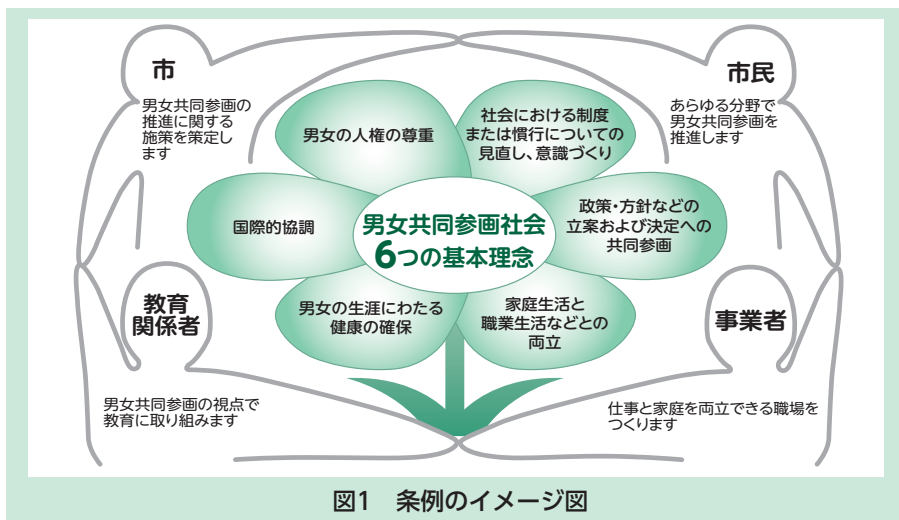 市
男女共同参画の
推進に関する
施策を策定し
ます
市民
あらゆる分野で
男女共同参画を
推進します
男女の人権の尊重
社会における制度
または慣行についての
見直し、意識づくり
国際的協調
男女共同参画社会
6つの基本理念
政策・方針などの
立案および決定への
共同参画
男女の生涯にわたる
健康の確保
家庭生活と
職業生活などとの
両立
教育
関係者
男女共同参画の視点で
教育に取り組みます
事業者
仕事と家庭を両立できる職場を
つくります
図1　条例のイメージ図